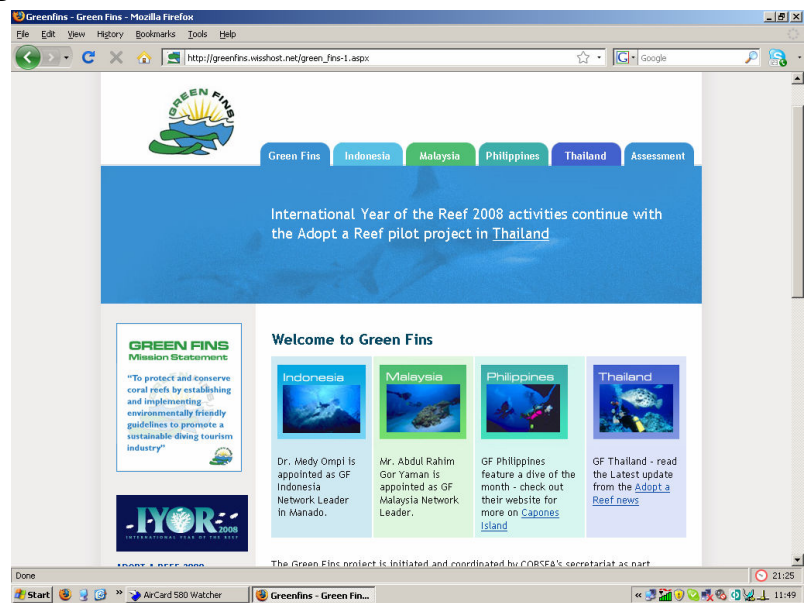 Greenfins - Green Fins - Mozilla Firefox
File Edit View History Bookmarks Tools Help
http://greenfins.wisshost.net/green_fins-1.aspx
Google
GREEN FINS
Green Fins Indonesia Malaysia Philippines Thailand Assessment
International Year of the Reef 2008 activities continue with
the Adopt a Reef pilot project in Thailand
GREEN FINS
Mission Statement
"To protect and conserve
coral reefs by establishing
and implementing
environmentally friendly
guidelines to promote a
sustainable diving tourism
industry"
IYOR 2008
INTERNATIONAL YEAR OF THE REEF
ADOPT A REEF 2009
Welcome to Green Fins
Indonesia
Dr. Medy Ompi is
appointed as GF
Indonesia
Network Leader
in Manado.
Malaysia
Mr. Abdul Rahim
Gor Yaman is
appointed as GF
Malaysia Network
Leader.
Philippines
GF Philippines
feature a dive of the
month - check out
their website for
more on Capones
Island
Thailand
GF Thailand - read
the Latest update
from the Adopt a
Reef news
The Green Fins project is initiated and coordinated by COBSEA's secretariat as part
Done
21:25
Start
AirCard 580 Watcher
Greenfins - Green Fin...
11:49